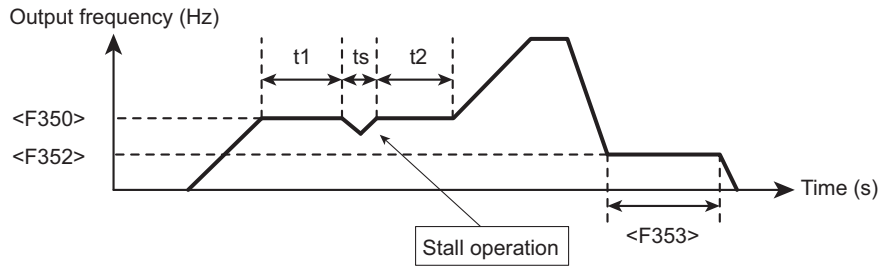 Output frequency (Hz)
t1
ts
t2
<F350>
<F352>
Time (s)
<F353>
Stall operation